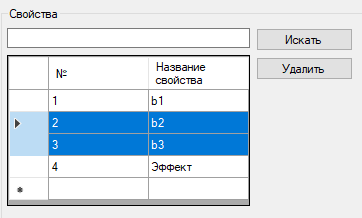 Свойства
Искать
Удалить
№ Название
свойства
1 b1
2 b2
3 b3
4 Эффект